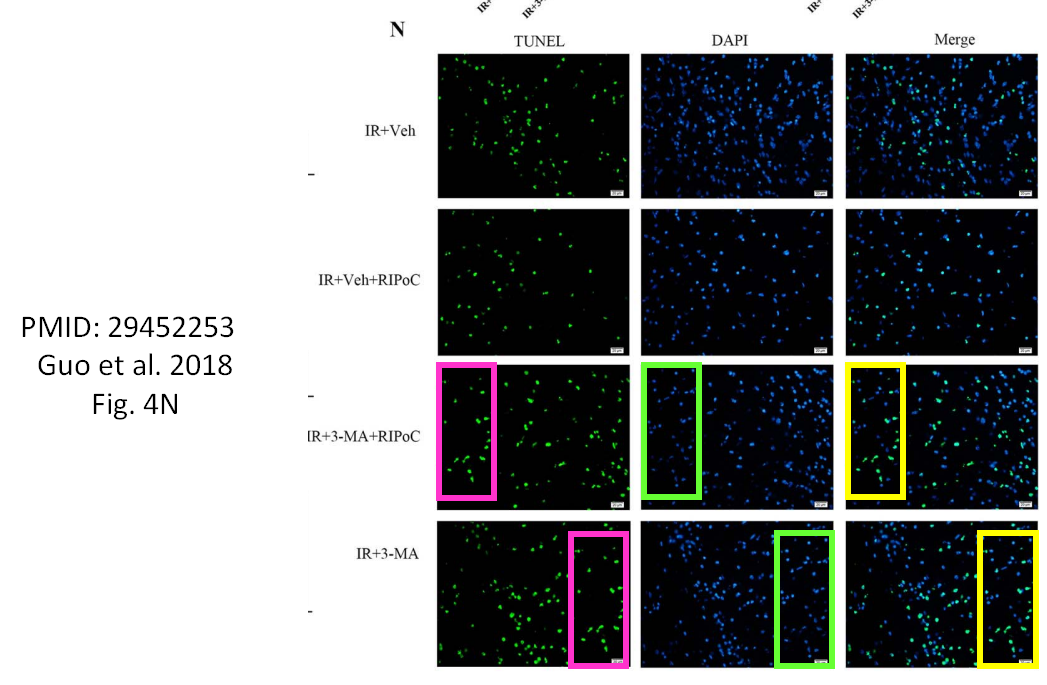 N
TUNEL DAPI Merge
IR+Veh
IR+Veh+RIPoC
PMID: 29452253
Guo et al. 2018
Fig. 4N
IR+3-MA+RIPoC
IR+3-MA